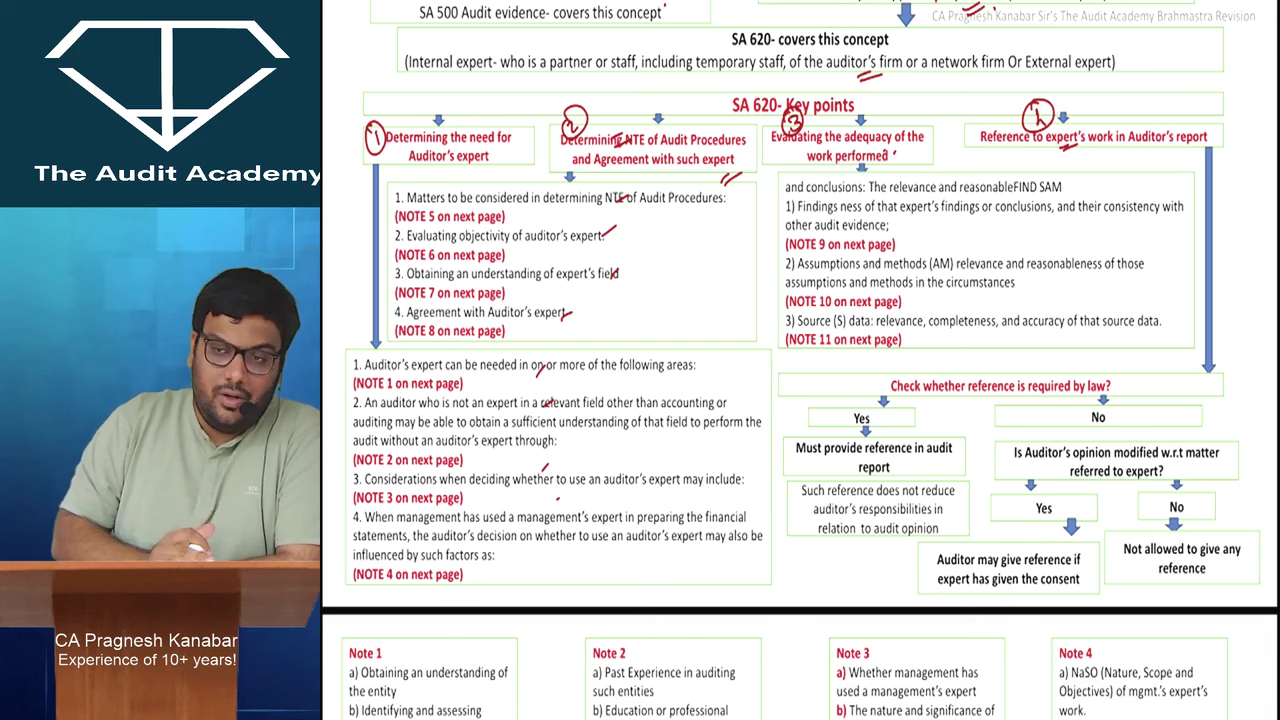 The Audit Academy
CA Pragnesh Kanabar
Experience of 10+ years!
SA 500 Audit evidence- covers this concept
CA Pragnesh Kanabar Sir's The Audit Academy Brahmastra Revision
SA 620- covers this concept
(Internal expert- who is a partner or staff, including temporary staff, of the auditor's firm or a network firm Or External expert)
SA 620- Key points
1
Determining the need for
Auditor's expert
2
Determining NTE of Audit Procedures
and Agreement with such expert
3
Evaluating the adequacy of the
work performed
Reference to expert's work in Auditor's report
1. Matters to be considered in determining NTE of Audit Procedures:
(NOTE 5 on next page)
2. Evaluating objectivity of auditor's expert:
(NOTE 6 on next page)
3. Obtaining an understanding of expert's field
(NOTE 7 on next page)
4. Agreement with Auditor's expert
(NOTE 8 on next page)
and conclusions: The relevance and reasonableFIND SAM
1) Findings ness of that expert's findings or conclusions, and their consistency with
other audit evidence;
(NOTE 9 on next page)
2) Assumptions and methods (AM) relevance and reasonableness of those
assumptions and methods in the circumstances
(NOTE 10 on next page)
3) Source (S) data: relevance, completeness, and accuracy of that source data.
(NOTE 11 on next page)
1. Auditor's expert can be needed in on or more of the following areas:
(NOTE 1 on next page)
2. An auditor who is not an expert in a relevant field other than accounting or
auditing may be able to obtain a sufficient understanding of that field to perform the
audit without an auditor's expert through:
(NOTE 2 on next page)
3. Considerations when deciding whether to use an auditor's expert may include:
(NOTE 3 on next page)
4. When management has used a management's expert in preparing the financial
statements, the auditor's decision on whether to use an auditor's expert may also be
influenced by such factors as:
(NOTE 4 on next page)
Check whether reference is required by law?
Yes
No
Must provide reference in audit
report
Such reference does not reduce
auditor's responsibilities in
relation to audit opinion
Is Auditor's opinion modified w.r.t matter
referred to expert?
Yes
No
Auditor may give reference if
expert has given the consent
Not allowed to give any
reference
Note 1
a) Obtaining an understanding of
the entity
b) Identifying and assessing
Note 2
a) Past Experience in auditing
such entities
b) Education or professional
Note 3
a) Whether management has
used a management's expert
b) The nature and significance of
Note 4
a) NaSO (Nature, Scope and
Objectives) of mgmt.'s expert's
work.